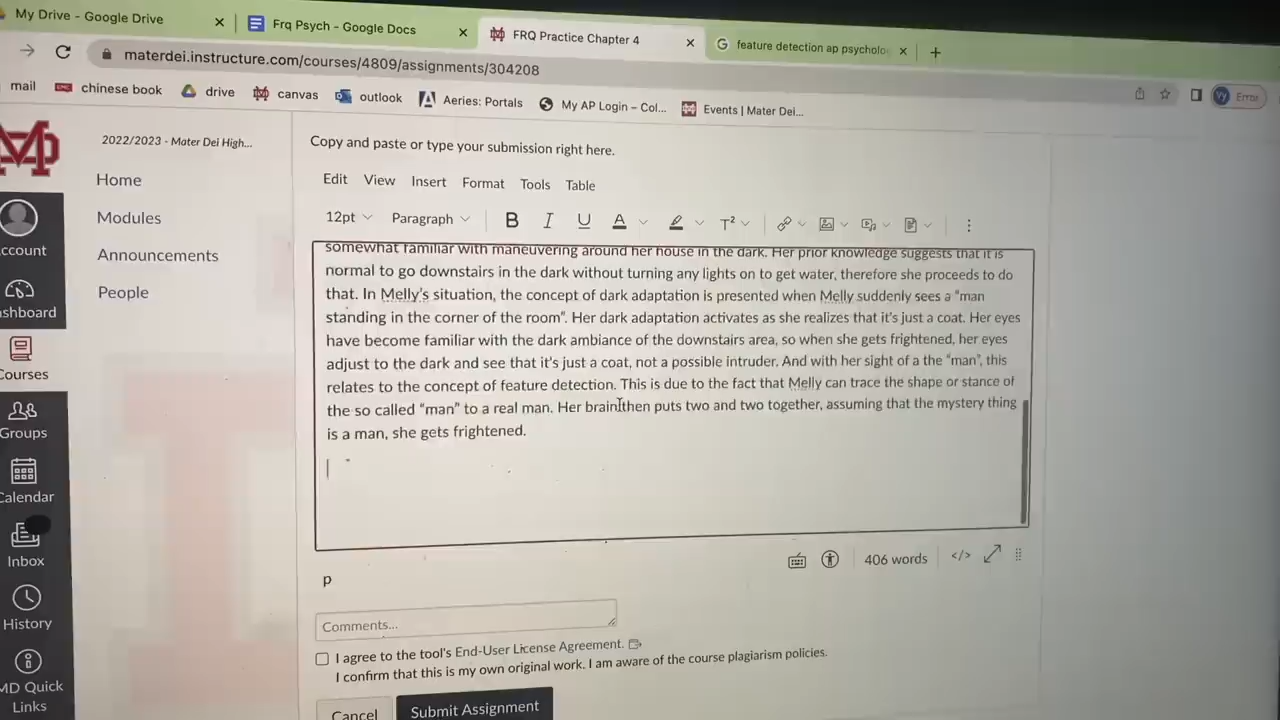 My Drive - Google Drive
Frq Psych - Google Docs
FRQ Practice Chapter 4
feature detection ap psycholo
materdei.instructure.com/courses/4809/assignments/304208
mail
chinese book
drive
canvas
outlook
Aeries: Portals
My AP Login – Col...
Events | Mater Dei...
Error
2022/2023 - Mater Dei High...
Home
Modules
Announcements
People
ccount
shboard
Courses
Groups
Calendar
Inbox
History
MD Quick
Links
Copy and paste or type your submission right here.
Edit View Insert Format Tools Table
12pt Paragraph B I U A T²
somewhat familiar with maneuvering around her house in the dark. Her prior knowledge suggests that it is
normal to go downstairs in the dark without turning any lights on to get water, therefore she proceeds to do
that. In Melly's situation, the concept of dark adaptation is presented when Melly suddenly sees a "man
standing in the corner of the room". Her dark adaptation activates as she realizes that it's just a coat. Her eyes
have become familiar with the dark ambiance of the downstairs area, so when she gets frightened, her eyes
adjust to the dark and see that it's just a coat, not a possible intruder. And with her sight of a the "man", this
relates to the concept of feature detection. This is due to the fact that Melly can trace the shape or stance of
the so called "man" to a real man. Her brain then puts two and two together, assuming that the mystery thing
is a man, she gets frightened.
406 words </>
p
Comments...
I agree to the tool's End-User License Agreement.
I confirm that this is my own original work. I am aware of the course plagiarism policies.
Cancel
Submit Assignment